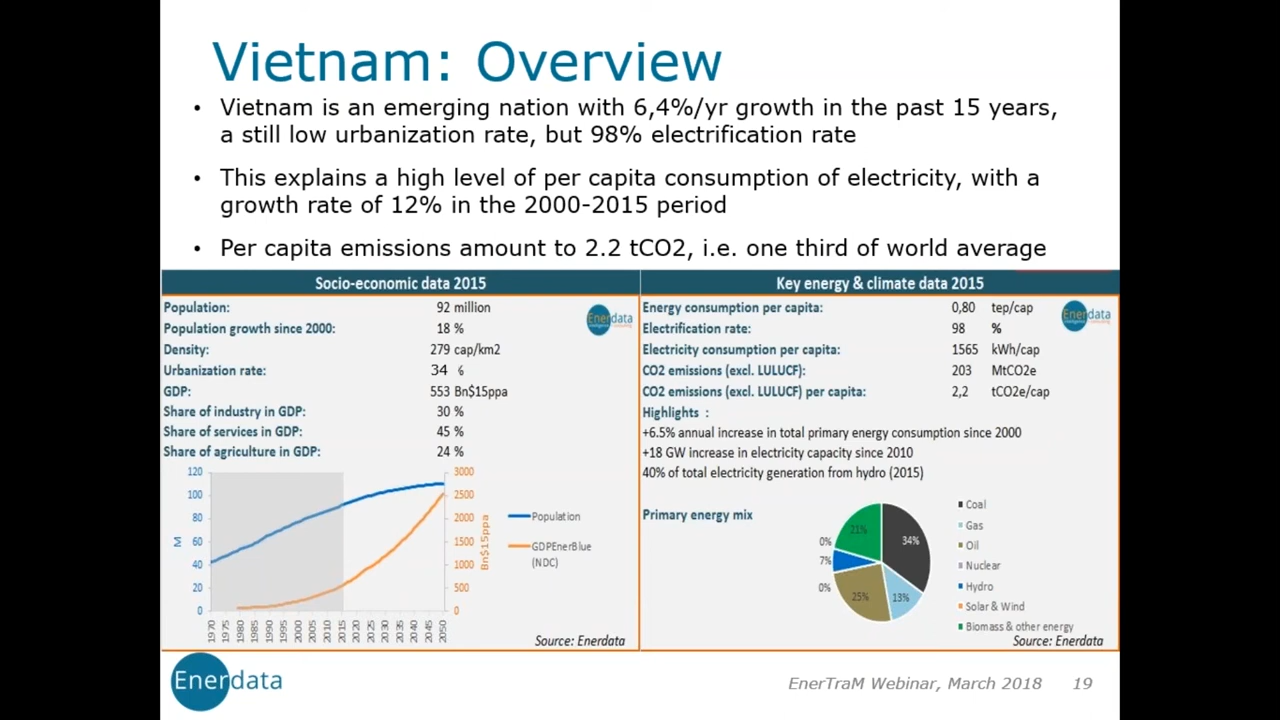 Vietnam: Overview
• Vietnam is an emerging nation with 6,4%/yr growth in the past 15 years,
a still low urbanization rate, but 98% electrification rate
• This explains a high level of per capita consumption of electricity, with a
growth rate of 12% in the 2000-2015 period
• Per capita emissions amount to 2.2 tCO2, i.e. one third of world average
Socio-economic data 2015
Population: 92 million
Population growth since 2000: 18 %
Density: 279 cap/km2
Urbanization rate: 34
GDP: 553 Bn$15ppa
Share of industry in GDP: 30 %
Share of services in GDP: 45 %
Share of agriculture in GDP: 24 %
Enerdata
120
100
80
60
40
20
0
M
3000
2500
2000
1500
1000
500
0
Bn$15ppa
1970 1975 1980 1985 1990 1995 2000 2005 2010 2015 2020 2025 2030 2035 2040 2045 2050
Population
GDPEnerBlue
(NDC)
Source: Enerdata
Key energy & climate data 2015
Energy consumption per capita: 0,80 tep/cap
Electrification rate: 98 %
Electricity consumption per capita: 1565 kWh/cap
CO2 emissions (excl. LULUCF): 203 MtCO2e
CO2 emissions (excl. LULUCF) per capita: 2,2 tCO2e/cap
Enerdata
Highlights :
+6.5% annual increase in total primary energy consumption since 2000
+18 GW increase in electricity capacity since 2010
40% of total electricity generation from hydro (2015)
Primary energy mix
21%
34%
0%
7%
0%
25%
13%
Coal
Gas
Oil
Nuclear
Hydro
Solar & Wind
Biomass & other energy
Source: Enerdata
Enerdata
EnerTraM Webinar, March 2018 19